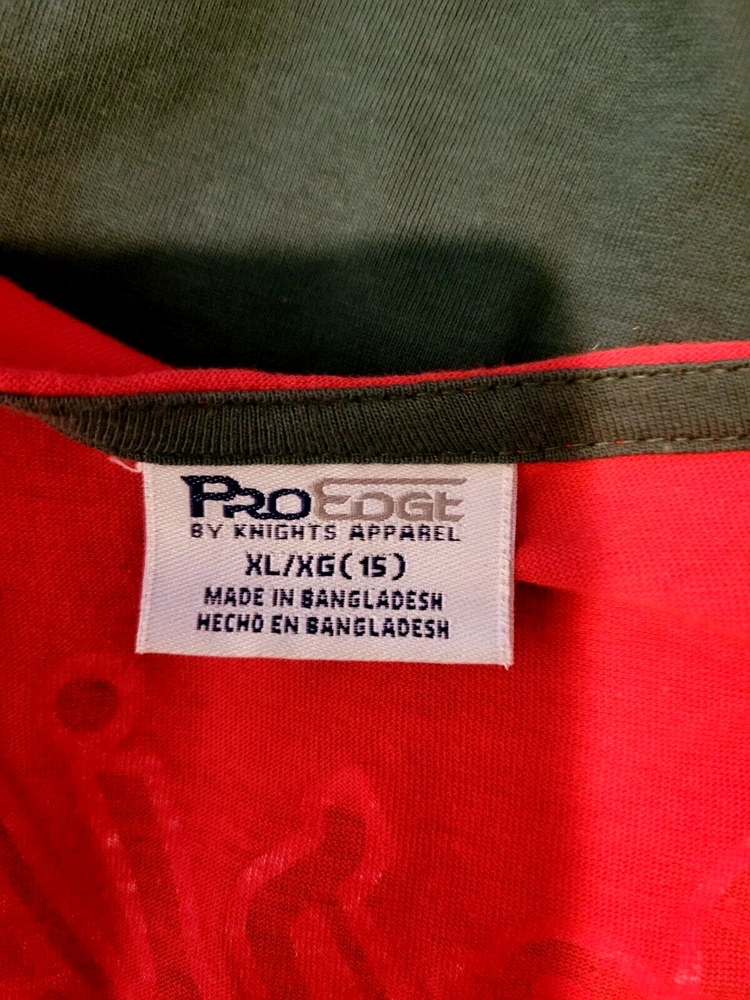 PROEDGE
BY KNIGHTS APPAREL
XL/XG(15)
MADE IN BANGLADESH
HECHO EN BANGLADESH